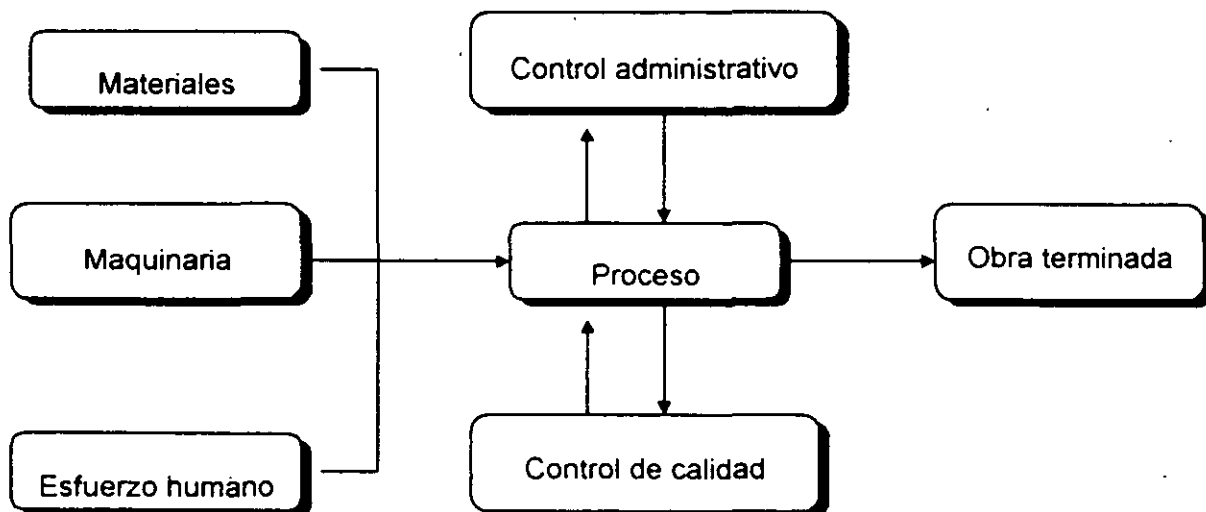 Materiales
Control administrativo
Maquinaria
Proceso
Obra terminada
Esfuerzo humano
Control de calidad